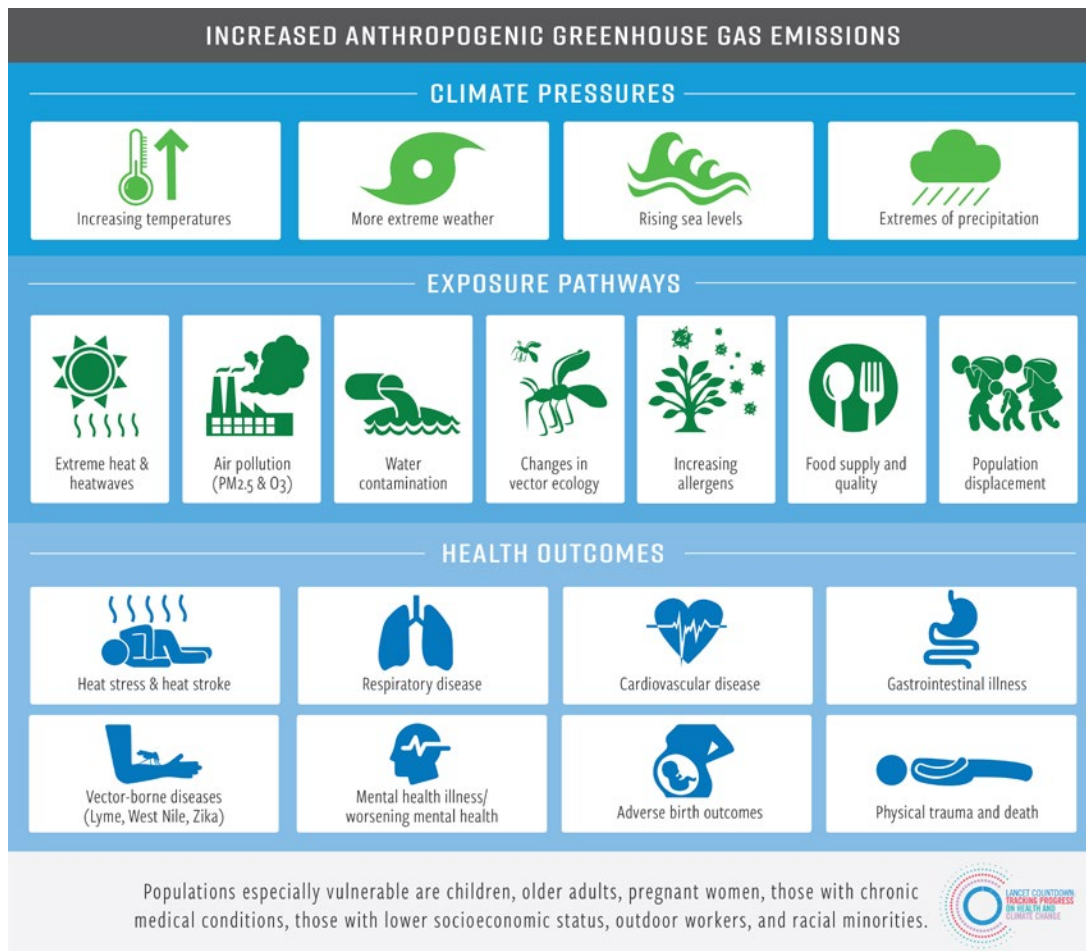 INCREASED ANTHROPOGENIC GREENHOUSE GAS EMISSIONS
CLIMATE PRESSURES
Increasing temperatures
More extreme weather
Rising sea levels
Extremes of precipitation
EXPOSURE PATHWAYS
Extreme heat &
heatwaves
Air pollution
(PM2.5 & O3)
Water
contamination
Changes in
vector ecology
Increasing
allergens
Food supply and
quality
Population
displacement
HEALTH OUTCOMES
Heat stress & heat stroke
Respiratory disease
Cardiovascular disease
Gastrointestinal illness
Vector-borne diseases
(Lyme, West Nile, Zika)
Mental health illness/
worsening mental health
Adverse birth outcomes
Physical trauma and death
Populations especially vulnerable are children, older adults, pregnant women, those with chronic
medical conditions, those with lower socioeconomic status, outdoor workers, and racial minorities.
LANCET COUNTDOWN:
TRACKING PROGRESS
ON HEALTH AND
CLIMATE CHANGE